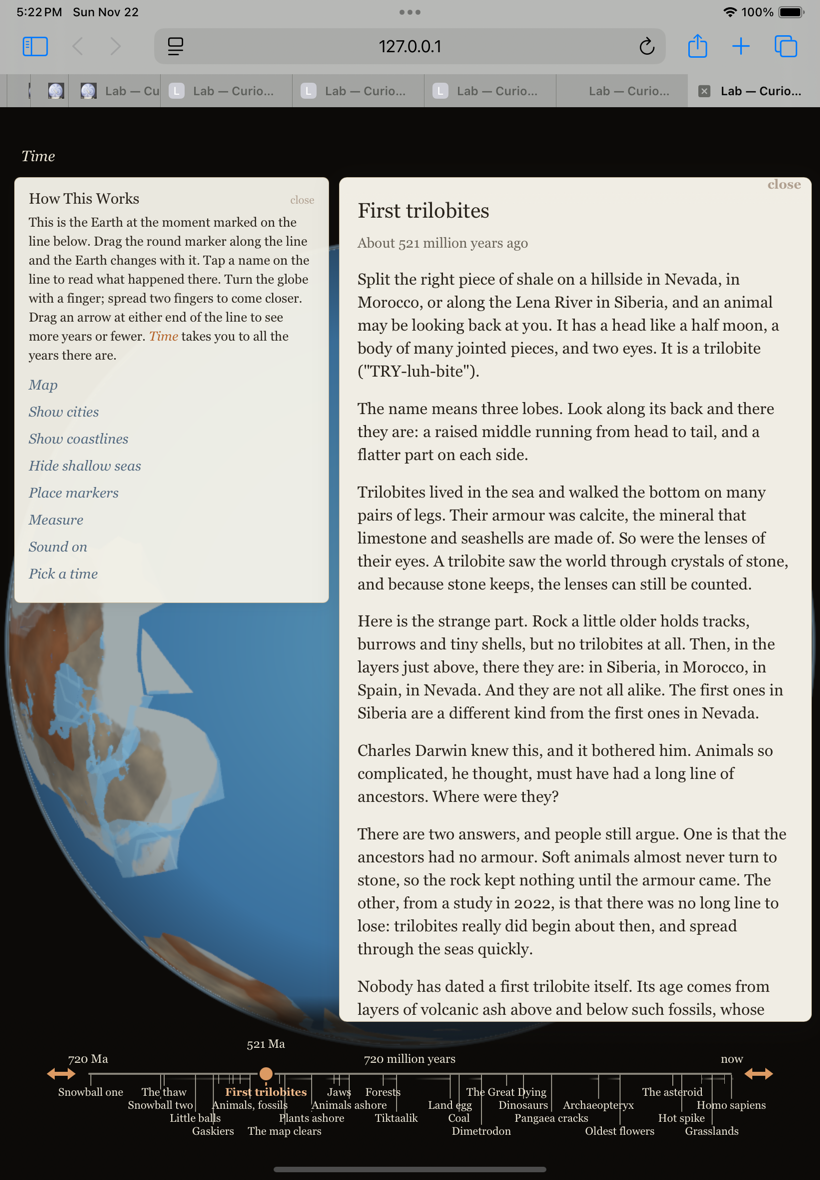 5:22 PM Sun Nov 22
100%
127.0.0.1
Lab — Cu
L Lab — Curio...
L Lab — Curio...
L Lab — Curio...
Lab — Curio...
Lab — Curio...
Time
How This Works
close
This is the Earth at the moment marked on the
line below. Drag the round marker along the line
and the Earth changes with it. Tap a name on the
line to read what happened there. Turn the globe
with a finger; spread two fingers to come closer.
Drag an arrow at either end of the line to see
more years or fewer. Time takes you to all the
years there are.
Map
Show cities
Show coastlines
Hide shallow seas
Place markers
Measure
Sound on
Pick a time
close
First trilobites
About 521 million years ago
Split the right piece of shale on a hillside in Nevada, in
Morocco, or along the Lena River in Siberia, and an animal
may be looking back at you. It has a head like a half moon, a
body of many jointed pieces, and two eyes. It is a trilobite
("TRY-luh-bite").
The name means three lobes. Look along its back and there
they are: a raised middle running from head to tail, and a
flatter part on each side.
Trilobites lived in the sea and walked the bottom on many
pairs of legs. Their armour was calcite, the mineral that
limestone and seashells are made of. So were the lenses of
their eyes. A trilobite saw the world through crystals of stone,
and because stone keeps, the lenses can still be counted.
Here is the strange part. Rock a little older holds tracks,
burrows and tiny shells, but no trilobites at all. Then, in the
layers just above, there they are: in Siberia, in Morocco, in
Spain, in Nevada. And they are not all alike. The first ones in
Siberia are a different kind from the first ones in Nevada.
Charles Darwin knew this, and it bothered him. Animals so
complicated, he thought, must have had a long line of
ancestors. Where were they?
There are two answers, and people still argue. One is that the
ancestors had no armour. Soft animals almost never turn to
stone, so the rock kept nothing until the armour came. The
other, from a study in 2022, is that there was no long line to
lose: trilobites really did begin about then, and spread
through the seas quickly.
Nobody has dated a first trilobite itself. Its age comes from
layers of volcanic ash above and below such fossils, whose
521 Ma
720 Ma
720 million years
now
Snowball one
The thaw
First trilobites
Jaws
Forests
The Great Dying
The asteroid
Snowball two
Animals, fossils
Animals ashore
Land egg
Dinosaurs
Archaeopteryx
Homo sapiens
Little balls
Plants ashore
Tiktaalik
Coal
Pangaea cracks
Hot spike
Gaskiers
The map clears
Dimetrodon
Oldest flowers
Grasslands